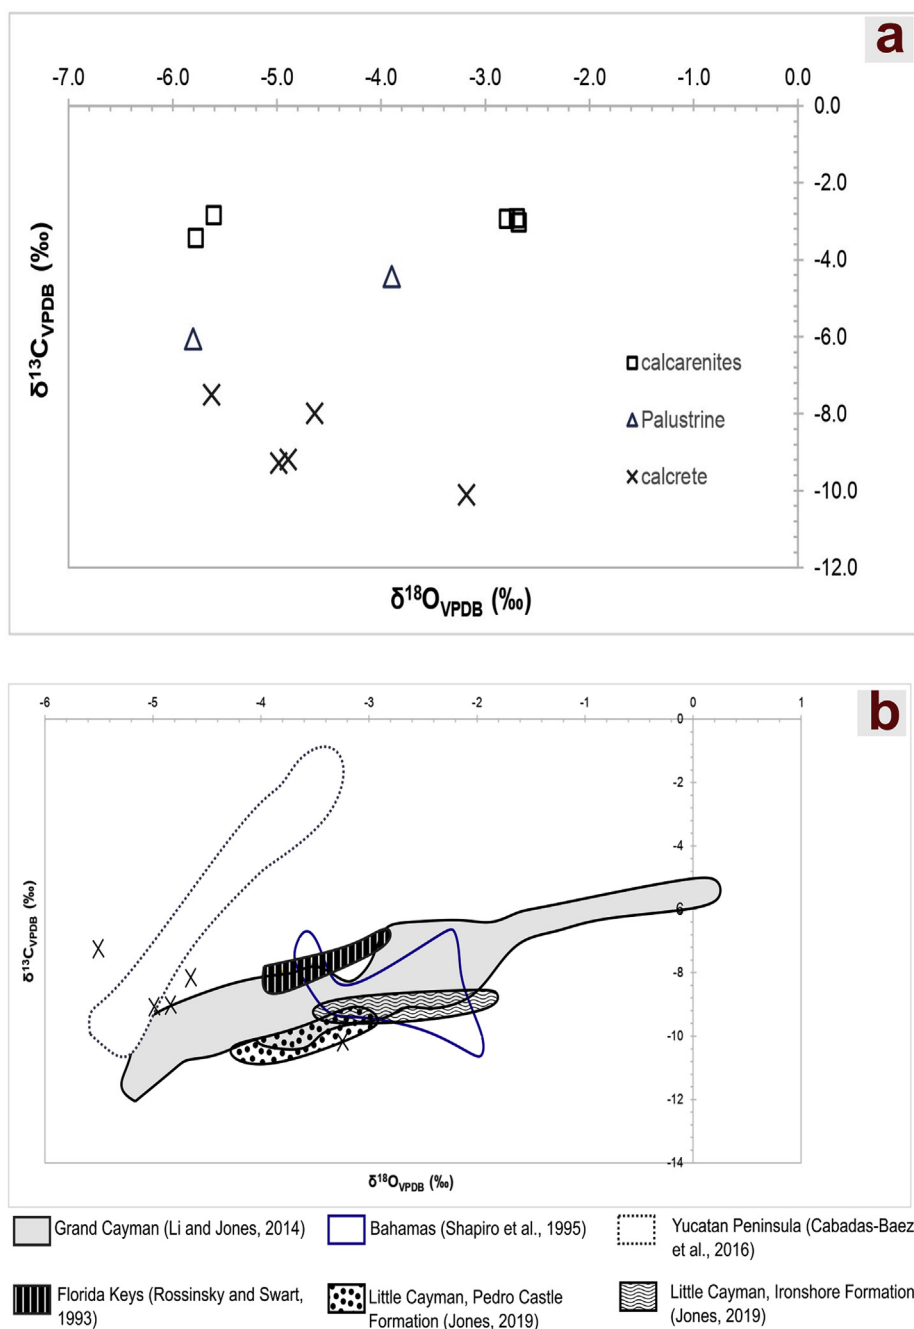 a
-7.0 -6.0 -5.0 -4.0 -3.0 -2.0 -1.0 0.0
0.0
-2.0
-4.0
-6.0
-8.0
-10.0
-12.0
δ13CVPDB (‰)
calcarenites
Palustrine
calcrete
δ18OVPDB (‰)
b
-6 -5 -4 -3 -2 -1 0 1
0
-2
-4
6
-8
-10
-12
-14
δ13CVPDB (‰)
δ18OVPDB (‰)
Grand Cayman (Li and Jones, 2014)
Bahamas (Shapiro et al., 1995)
Yucatan Peninsula (Cabadas-Baez
et al., 2016)
Florida Keys (Rossinsky and Swart,
1993)
Little Cayman, Pedro Castle
Formation (Jones, 2019)
Little Cayman, Ironshore Formation
(Jones, 2019)